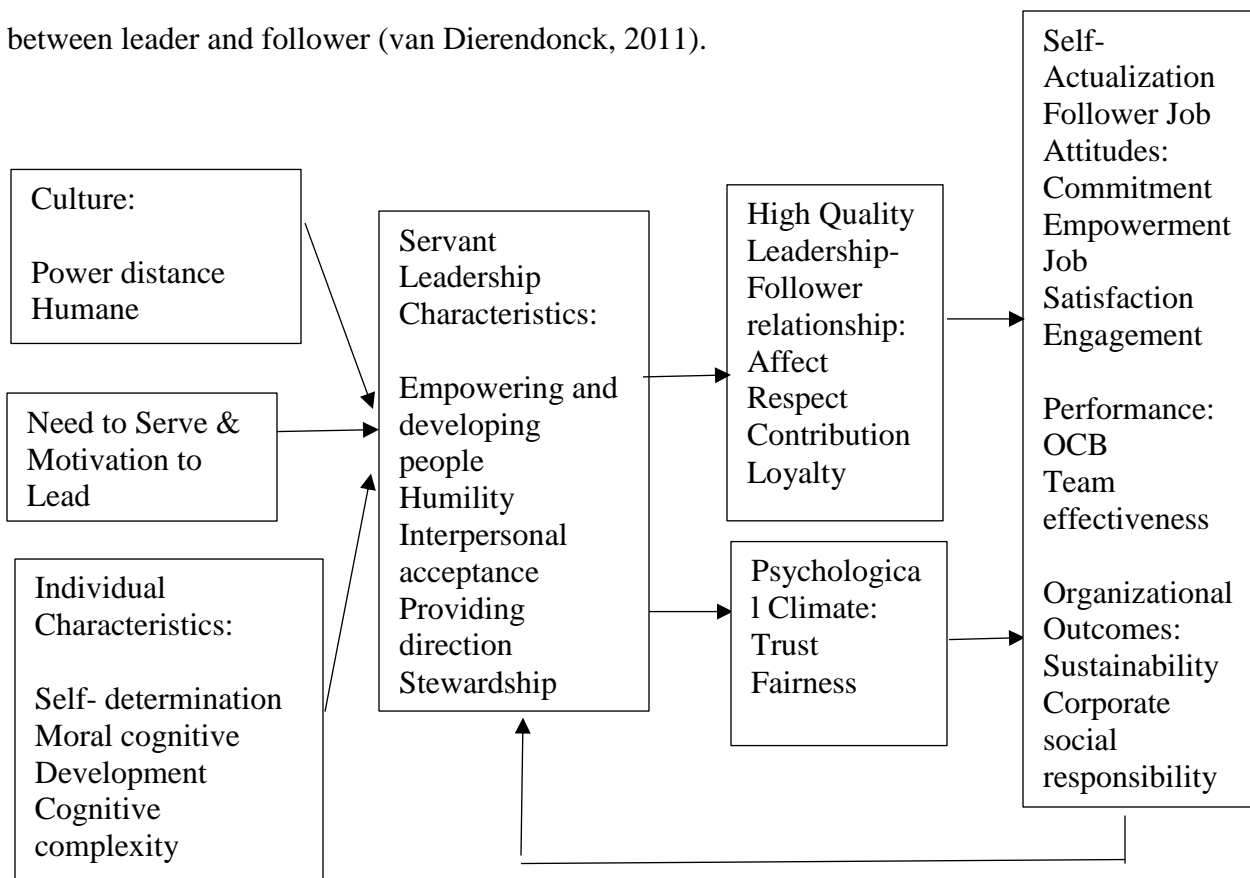 between leader and follower (van Dierendonck, 2011).
Culture:
Power distance
Humane
Need to Serve &
Motivation to
Lead
Individual
Characteristics:
Self- determination
Moral cognitive
Development
Cognitive
complexity
Servant
Leadership
Characteristics:
Empowering and
developing
people
Humility
Interpersonal
acceptance
Providing
direction
Stewardship
High Quality
Leadership-
Follower
relationship:
Affect
Respect
Contribution
Loyalty
Psychologica
l Climate:
Trust
Fairness
Self-
Actualization
Follower Job
Attitudes:
Commitment
Empowerment
Job
Satisfaction
Engagement
Performance:
OCB
Team
effectiveness
Organizational
Outcomes:
Sustainability
Corporate
social
responsibility